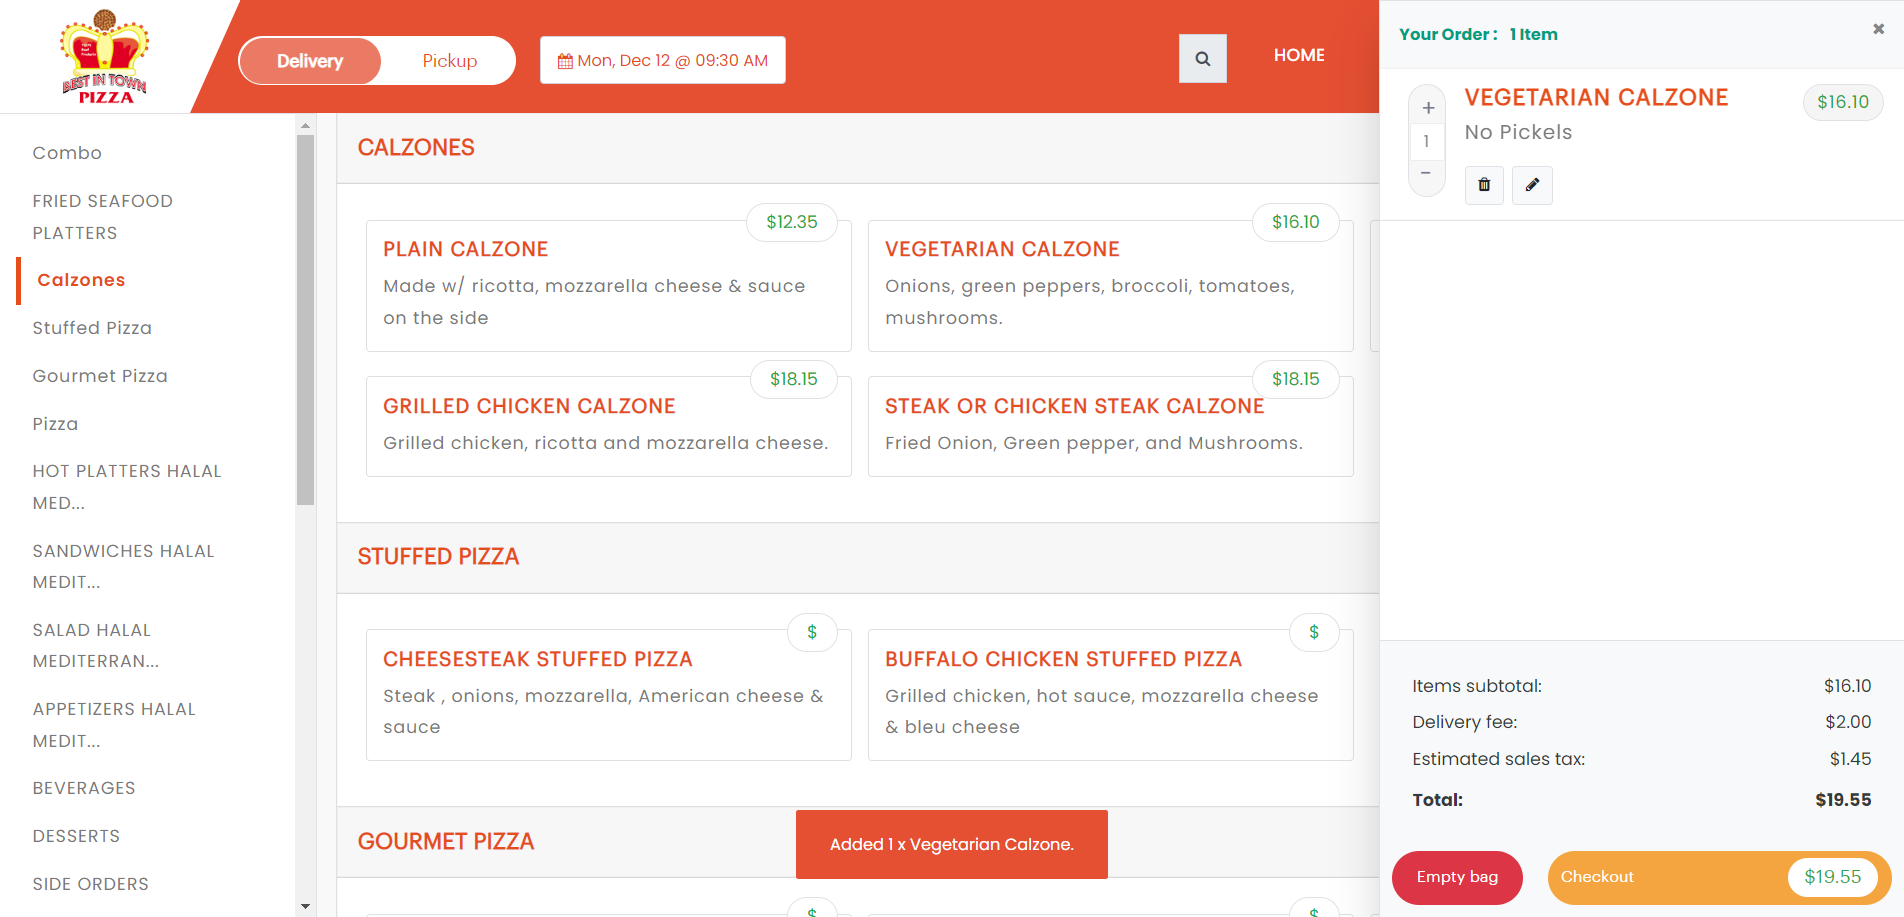 BEST IN TOWN
PIZZA
Delivery
Pickup
Mon, Dec 12 @ 09:30 AM
HOME
Combo
FRIED SEAFOOD
PLATTERS
Calzones
Stuffed Pizza
Gourmet Pizza
Pizza
HOT PLATTERS HALAL
MED...
SANDWICHES HALAL
MEDIT...
SALAD HALAL
MEDITERRAN...
APPETIZERS HALAL
MEDIT...
BEVERAGES
DESSERTS
SIDE ORDERS
CALZONES
$12.35
PLAIN CALZONE
Made w/ ricotta, mozzarella cheese & sauce
on the side
$16.10
VEGETARIAN CALZONE
Onions, green peppers, broccoli, tomatoes,
mushrooms.
$18.15
GRILLED CHICKEN CALZONE
Grilled chicken, ricotta and mozzarella cheese.
$18.15
STEAK OR CHICKEN STEAK CALZONE
Fried Onion, Green pepper, and Mushrooms.
STUFFED PIZZA
$
CHEESESTEAK STUFFED PIZZA
Steak , onions, mozzarella, American cheese &
sauce
$
BUFFALO CHICKEN STUFFED PIZZA
Grilled chicken, hot sauce, mozzarella cheese
& bleu cheese
GOURMET PIZZA
Added 1 x Vegetarian Calzone.
$
$
Your Order : 1 Item
×
+
1
−
VEGETARIAN CALZONE
$16.10
No Pickels
Items subtotal: $16.10
Delivery fee: $2.00
Estimated sales tax: $1.45
Total: $19.55
Empty bag
Checkout $19.55